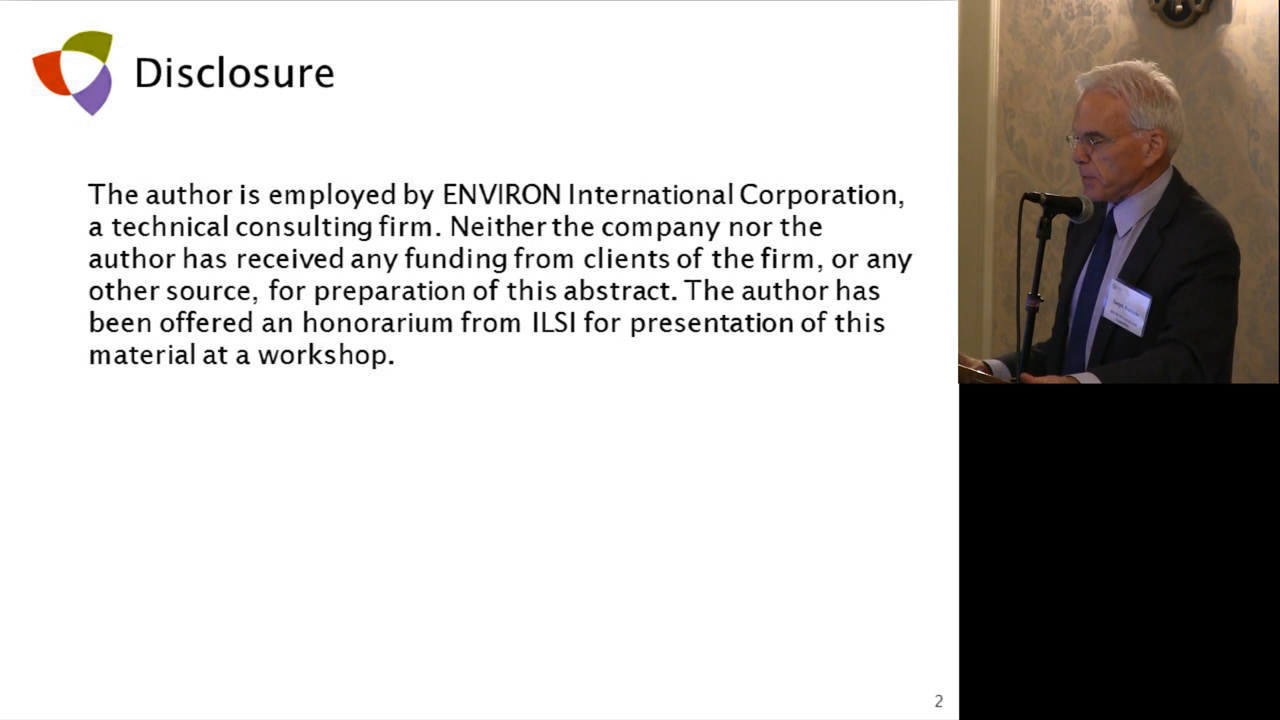 Disclosure
The author is employed by ENVIRON International Corporation,
a technical consulting firm. Neither the company nor the
author has received any funding from clients of the firm, or any
other source, for preparation of this abstract. The author has
been offered an honorarium from ILSI for presentation of this
material at a workshop.
2